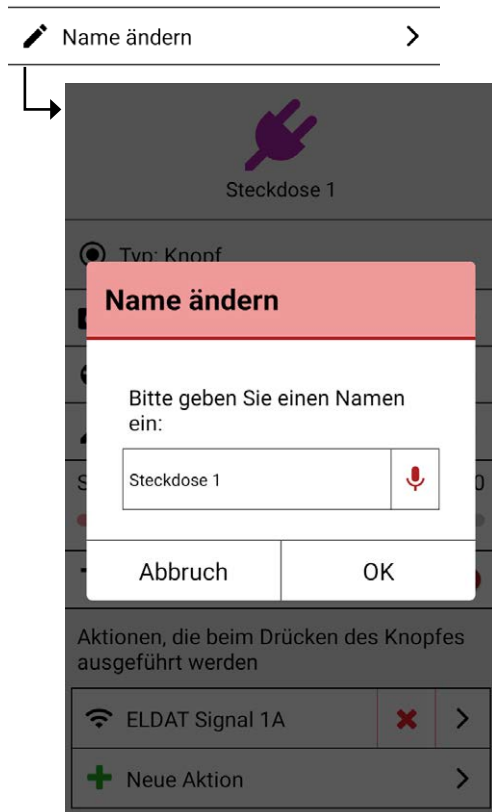 Name ändern
Steckdose 1
Typ: Knopf
Name ändern
Bitte geben Sie einen Namen
ein:
Steckdose 1
Abbruch OK
Aktionen, die beim Drücken des Knopfes
ausgeführt werden
ELDAT Signal 1A
Neue Aktion